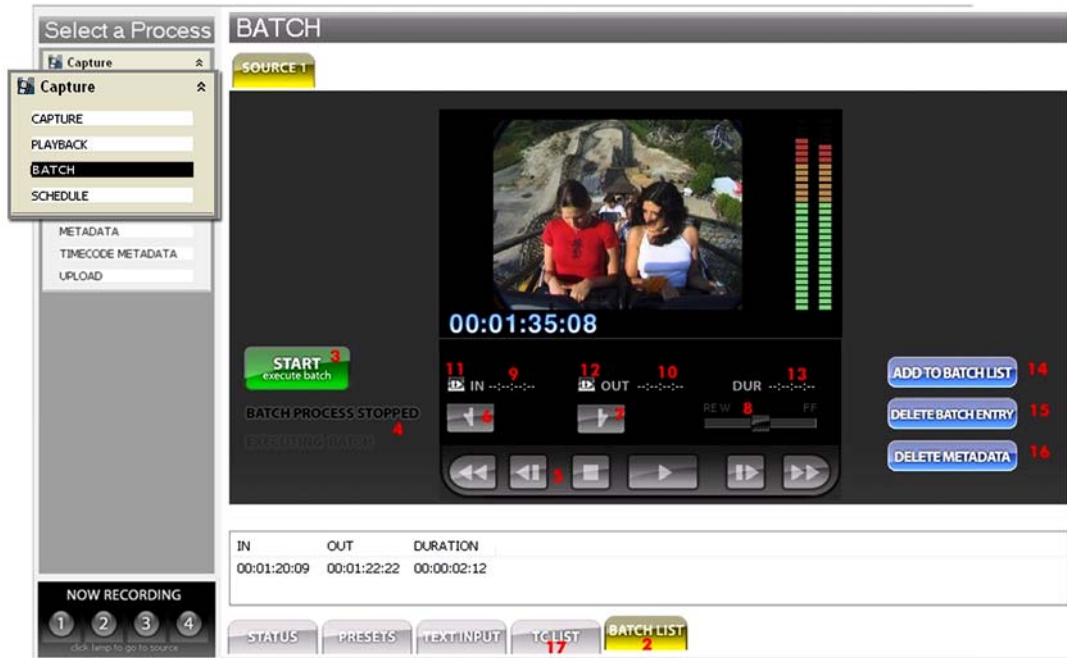 Select a Process
BATCH
Capture
SOURCE 1
Capture
CAPTURE
PLAYBACK
BATCH
SCHEDULE
METADATA
TIMECODE METADATA
UPLOAD
00:01:35:08
START 3
execute batch
BATCH PROCESS STOPPED
4
EXECUTING BATCH
11 9 12 10 13
IN --:--:--:-- OUT --:--:--:-- DUR --:--:--:--
6 7 REW 8 FF
5
ADD TO BATCH LIST 14
DELETE BATCH ENTRY 15
DELETE METADATA 16
IN OUT DURATION
00:01:20:09 00:01:22:22 00:00:02:12
NOW RECORDING
1 2 3 4
click lamp to go to source
STATUS PRESETS TEXT INPUT TC LIST BATCH LIST
17 2